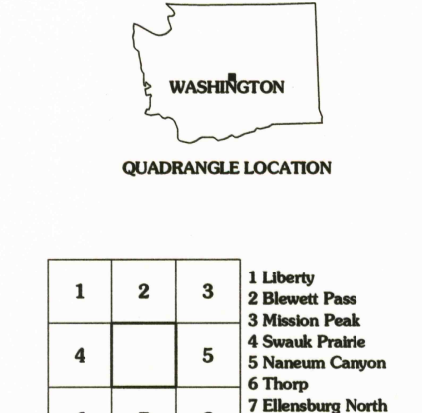 WASHINGTON
QUADRANGLE LOCATION
1 2 3
4 5
1 Liberty
2 Blewett Pass
3 Mission Peak
4 Swauk Prairie
5 Naneum Canyon
6 Thorp
7 Ellensburg North